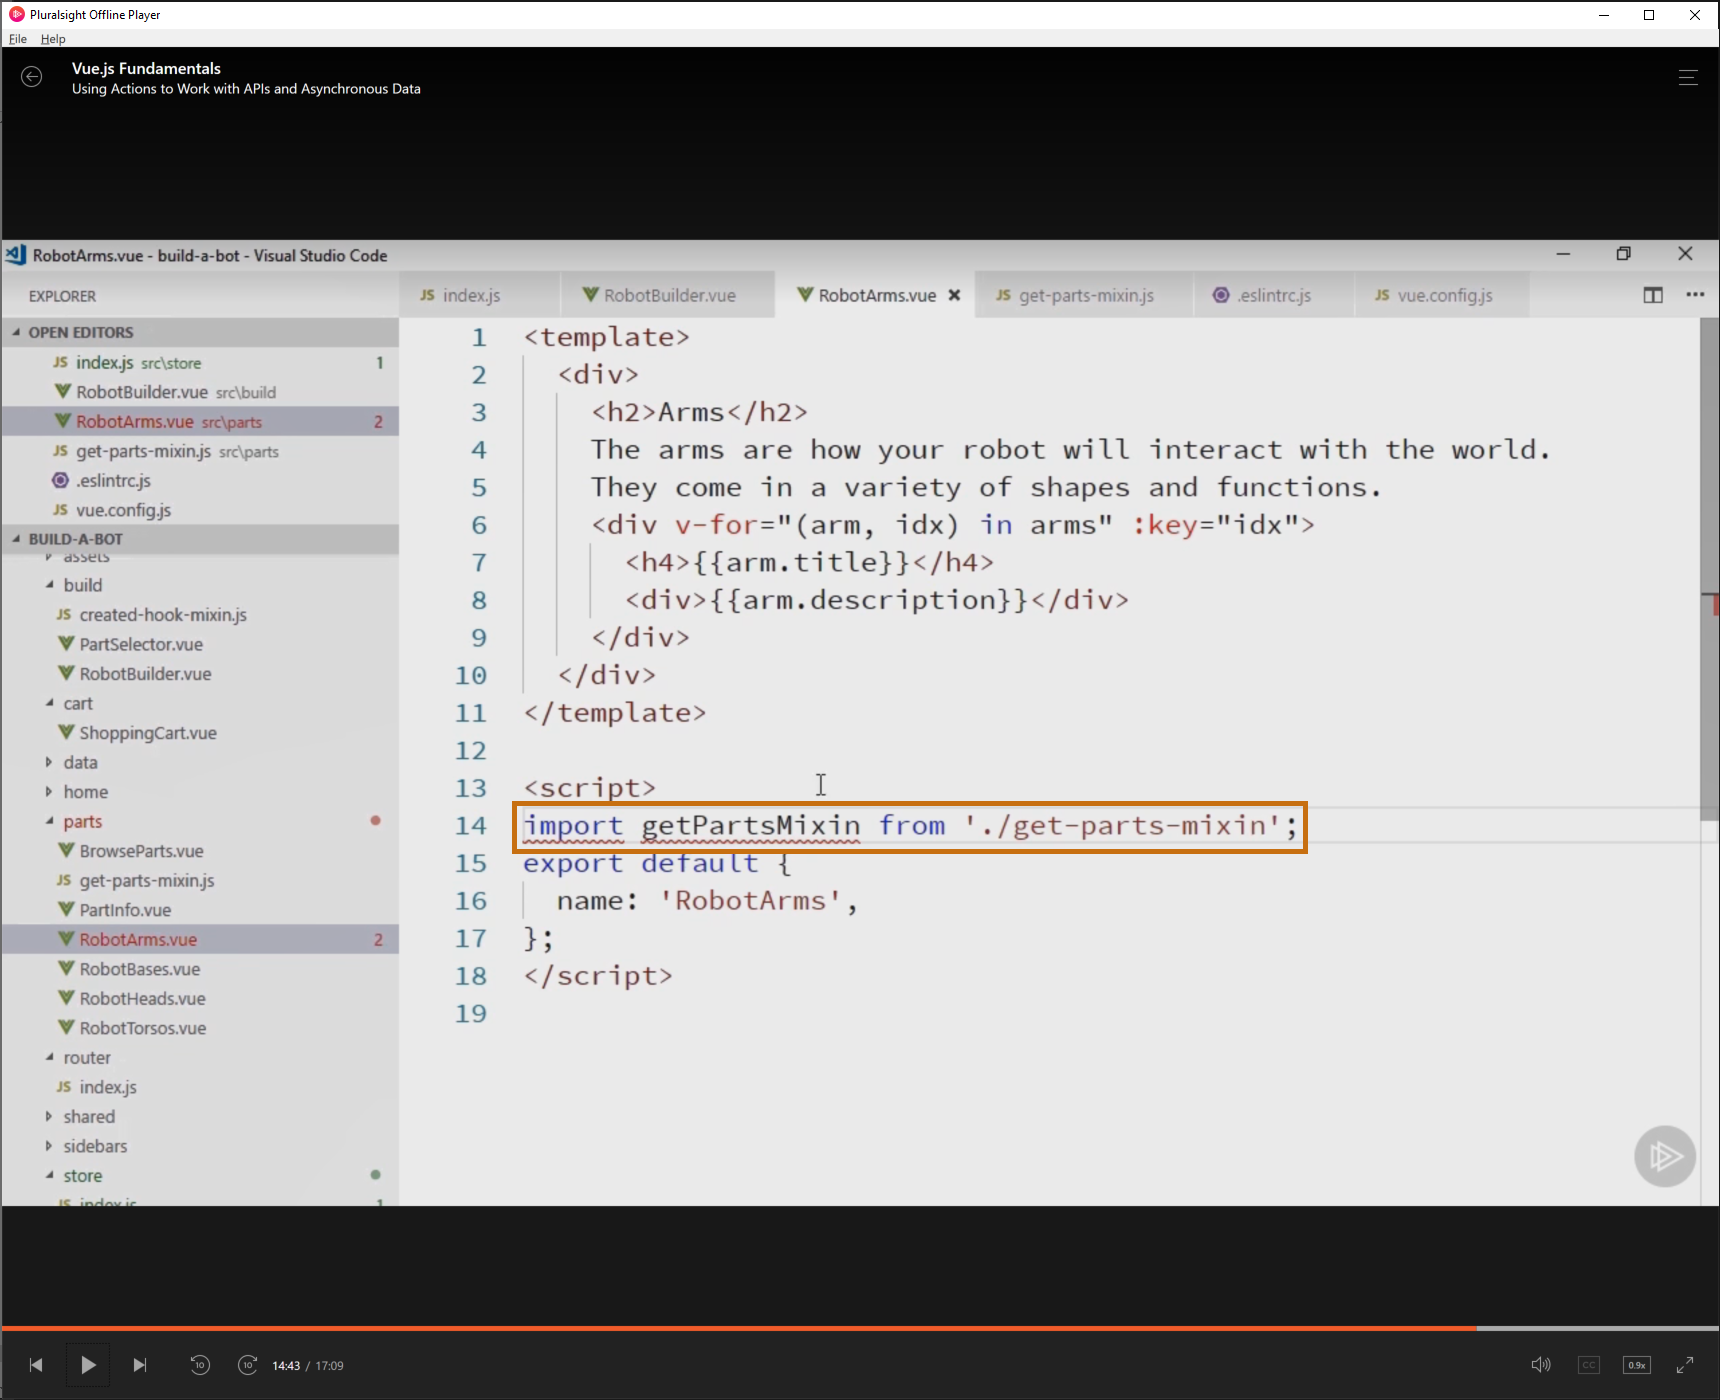 Pluralsight Offline Player
File Help
Vue.js Fundamentals
Using Actions to Work with APIs and Asynchronous Data
RobotArms.vue - build-a-bot - Visual Studio Code
EXPLORER
JS index.js
RobotBuilder.vue
RobotArms.vue
JS get-parts-mixin.js
.eslintrc.js
JS vue.config.js
OPEN EDITORS
JS index.js src\store 1
RobotBuilder.vue src\build
RobotArms.vue src\parts 2
JS get-parts-mixin.js src\parts
.eslintrc.js
JS vue.config.js
BUILD-A-BOT
assets
build
JS created-hook-mixin.js
PartSelector.vue
RobotBuilder.vue
cart
ShoppingCart.vue
data
home
parts
BrowseParts.vue
JS get-parts-mixin.js
PartInfo.vue
RobotArms.vue 2
RobotBases.vue
RobotHeads.vue
RobotTorsos.vue
router
JS index.js
shared
sidebars
store
JS index.js 1
1 <template>
2 <div>
3 <h2>Arms</h2>
4 The arms are how your robot will interact with the world.
5 They come in a variety of shapes and functions.
6 <div v-for="(arm, idx) in arms" :key="idx">
7 <h4>{{arm.title}}</h4>
8 <div>{{arm.description}}</div>
9 </div>
10 </div>
11 </template>
12
13 <script>
14 import getPartsMixin from './get-parts-mixin';
15 export default {
16 name: 'RobotArms',
17 };
18 </script>
19
10 10 14:43 / 17:09
CC 0.9x